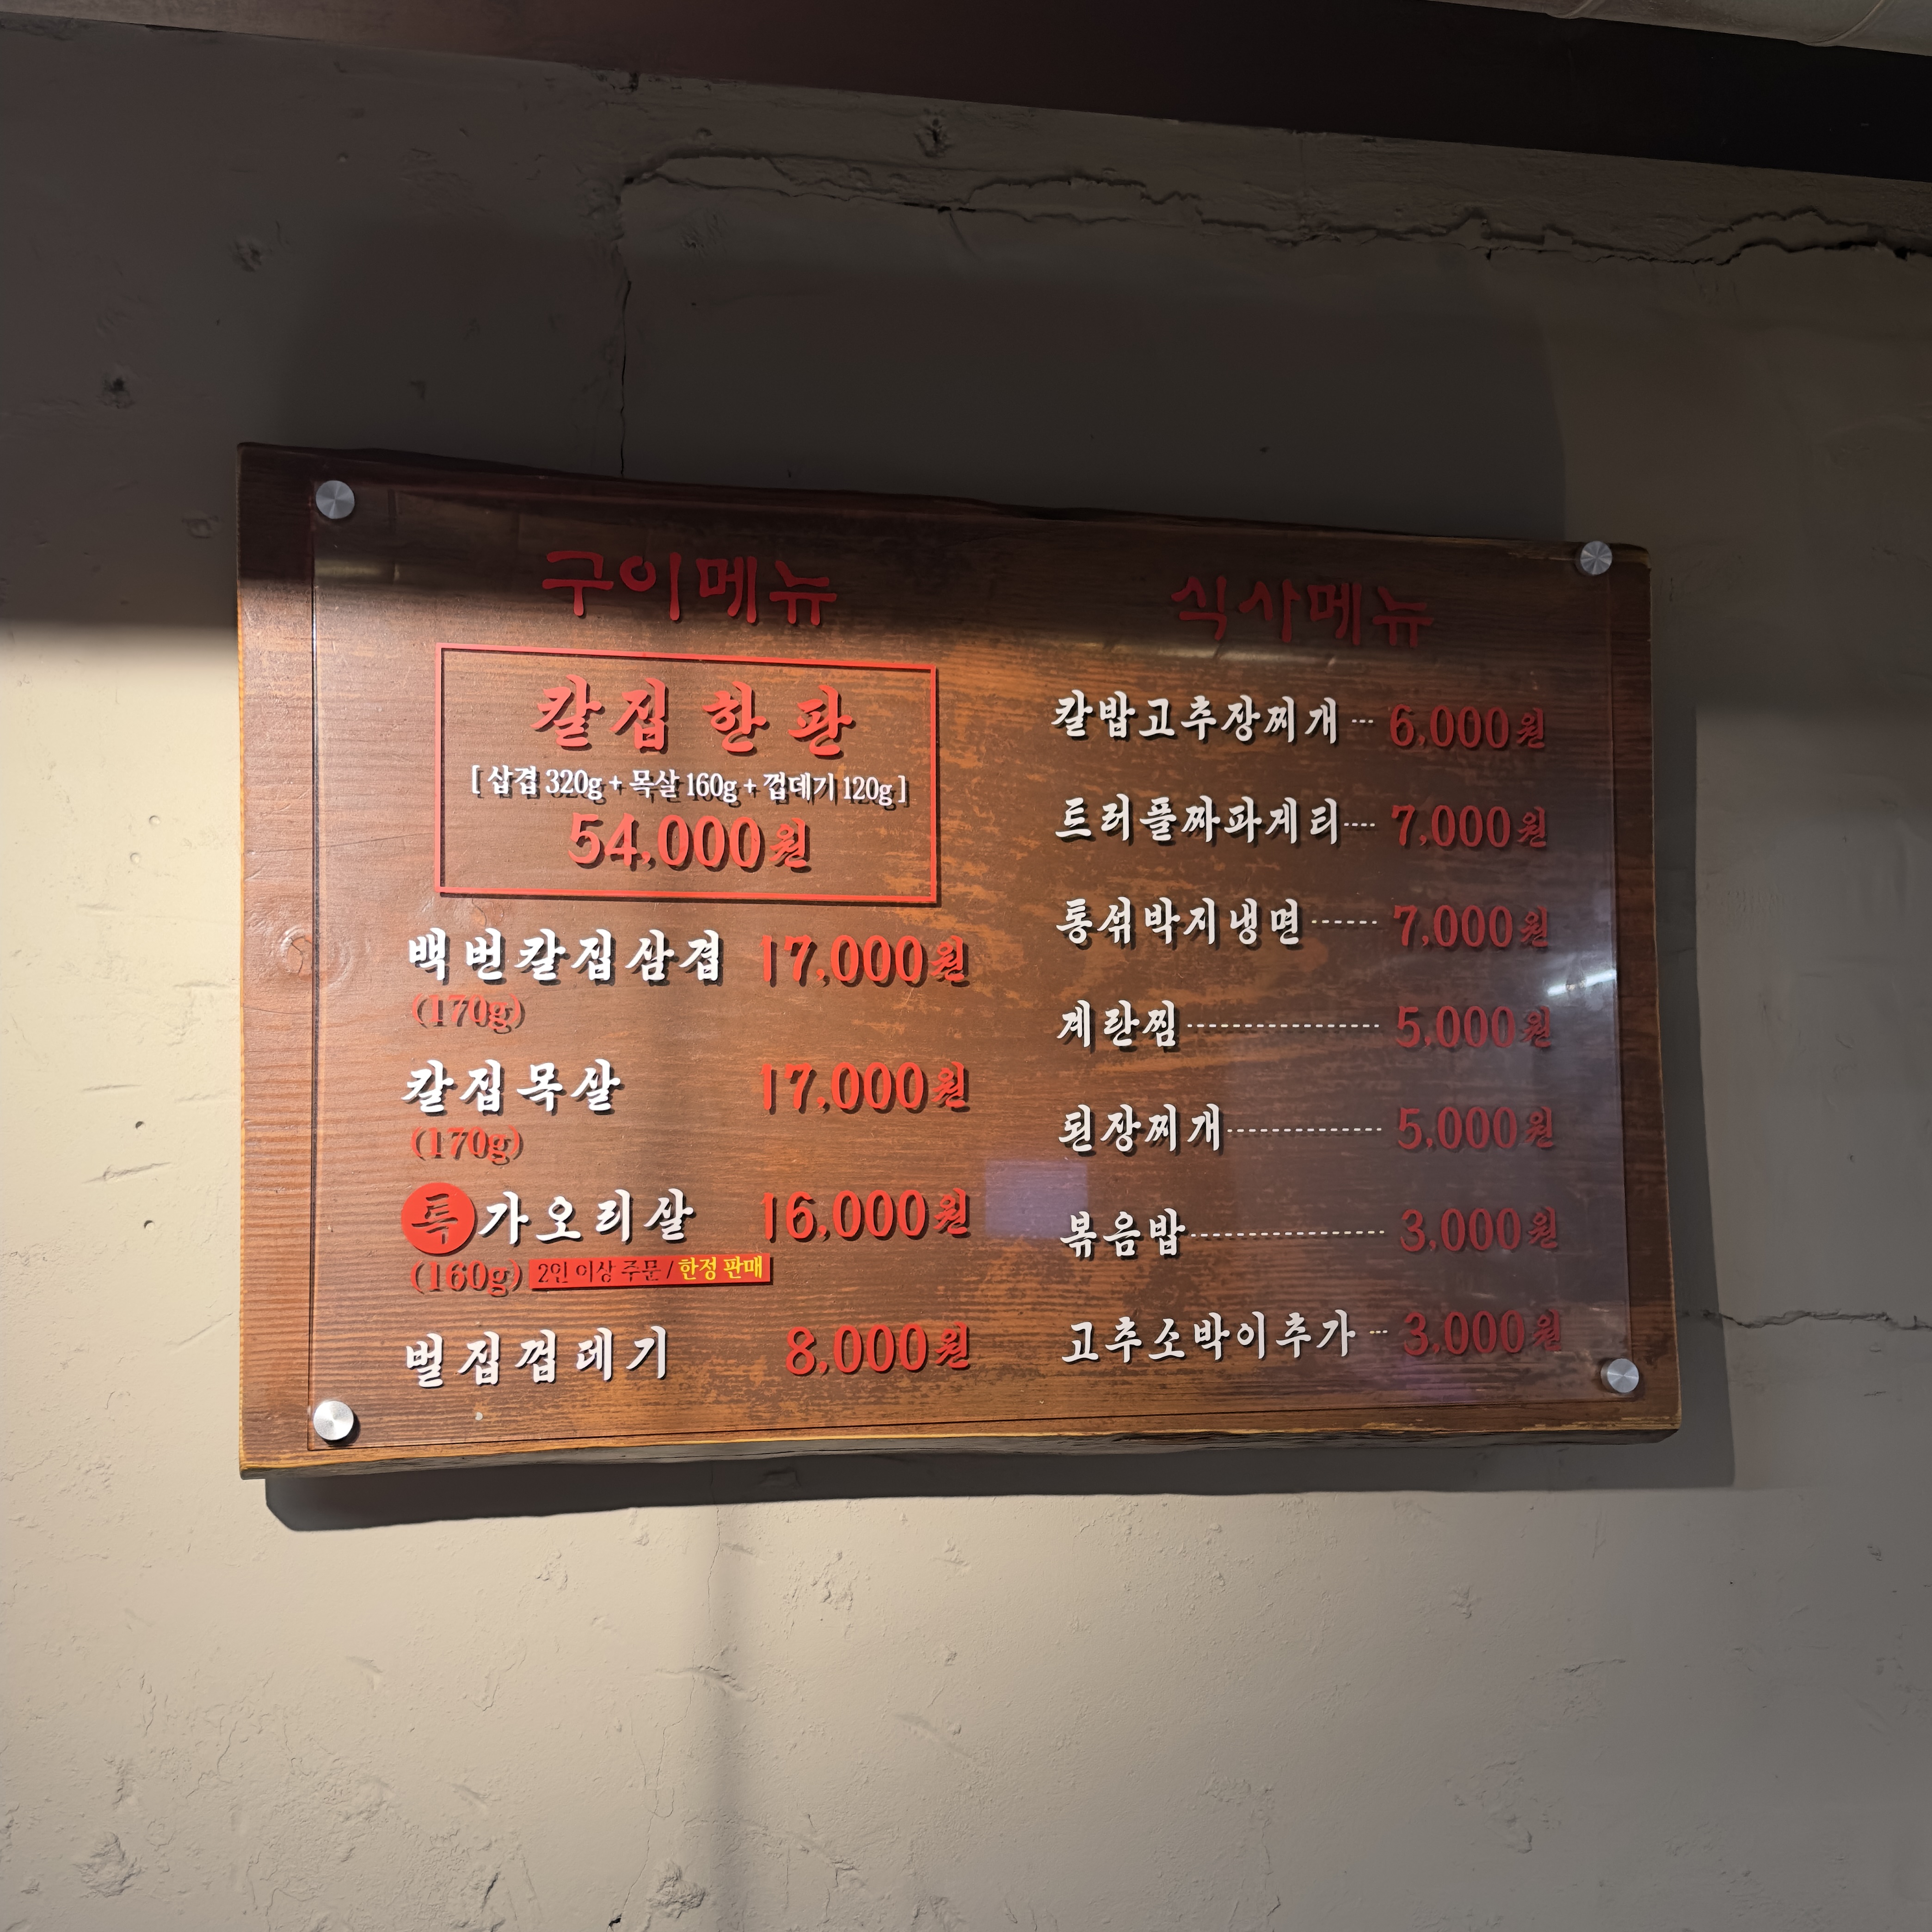 구이메뉴
칼집 한 판
[ 삼겹 320g + 목살 160g + 껍데기 120g ]
54,000원
백번칼집삼겹 17,000원
(170g)
칼집목살 17,000원
(170g)
특 가오리살 16,000원
(160g) 2인 이상 주문 / 한정 판매
벌집껍데기 8,000원
식사메뉴
칼밥고추장찌개 --- 6,000원
트러플짜파게티 ---- 7,000원
통섞박지냉면 ------ 7,000원
계란찜 ------------------ 5,000원
된장찌개 --------------- 5,000원
볶음밥 ------------------ 3,000원
고추소박이추가 --- 3,000원